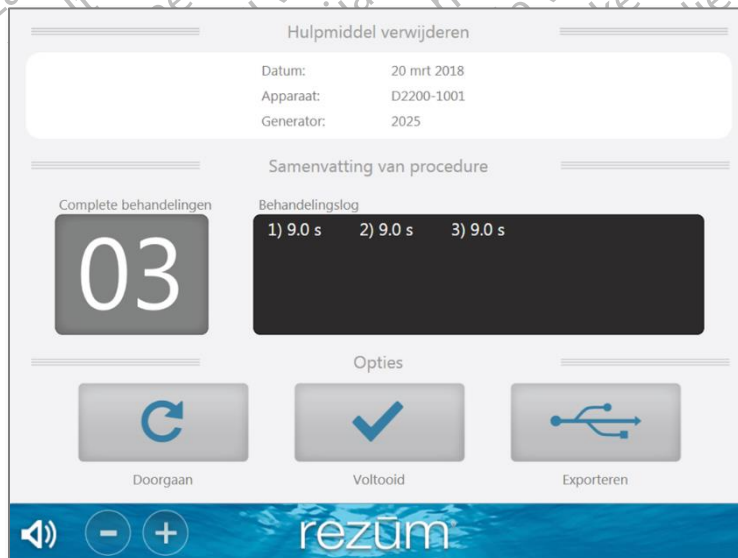 Hulpmiddel verwijderen
Datum: 20 mrt 2018
Apparaat: D2200-1001
Generator: 2025
Samenvatting van procedure
Complete behandelingen
03
Behandelingslog
1) 9.0 s 2) 9.0 s 3) 9.0 s
Opties
Doorgaan
Voltooid
Exporteren
- +
rezūm